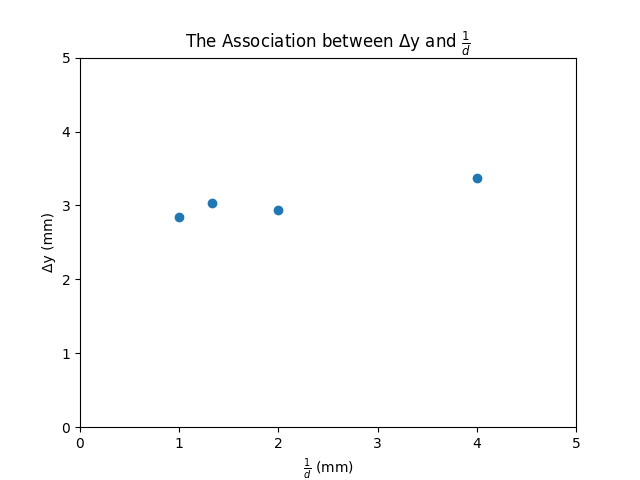 The Association between Δy and 1/d
5
4
3
2
1
0
Δy (mm)
0 1 2 3 4 5
1/d (mm)